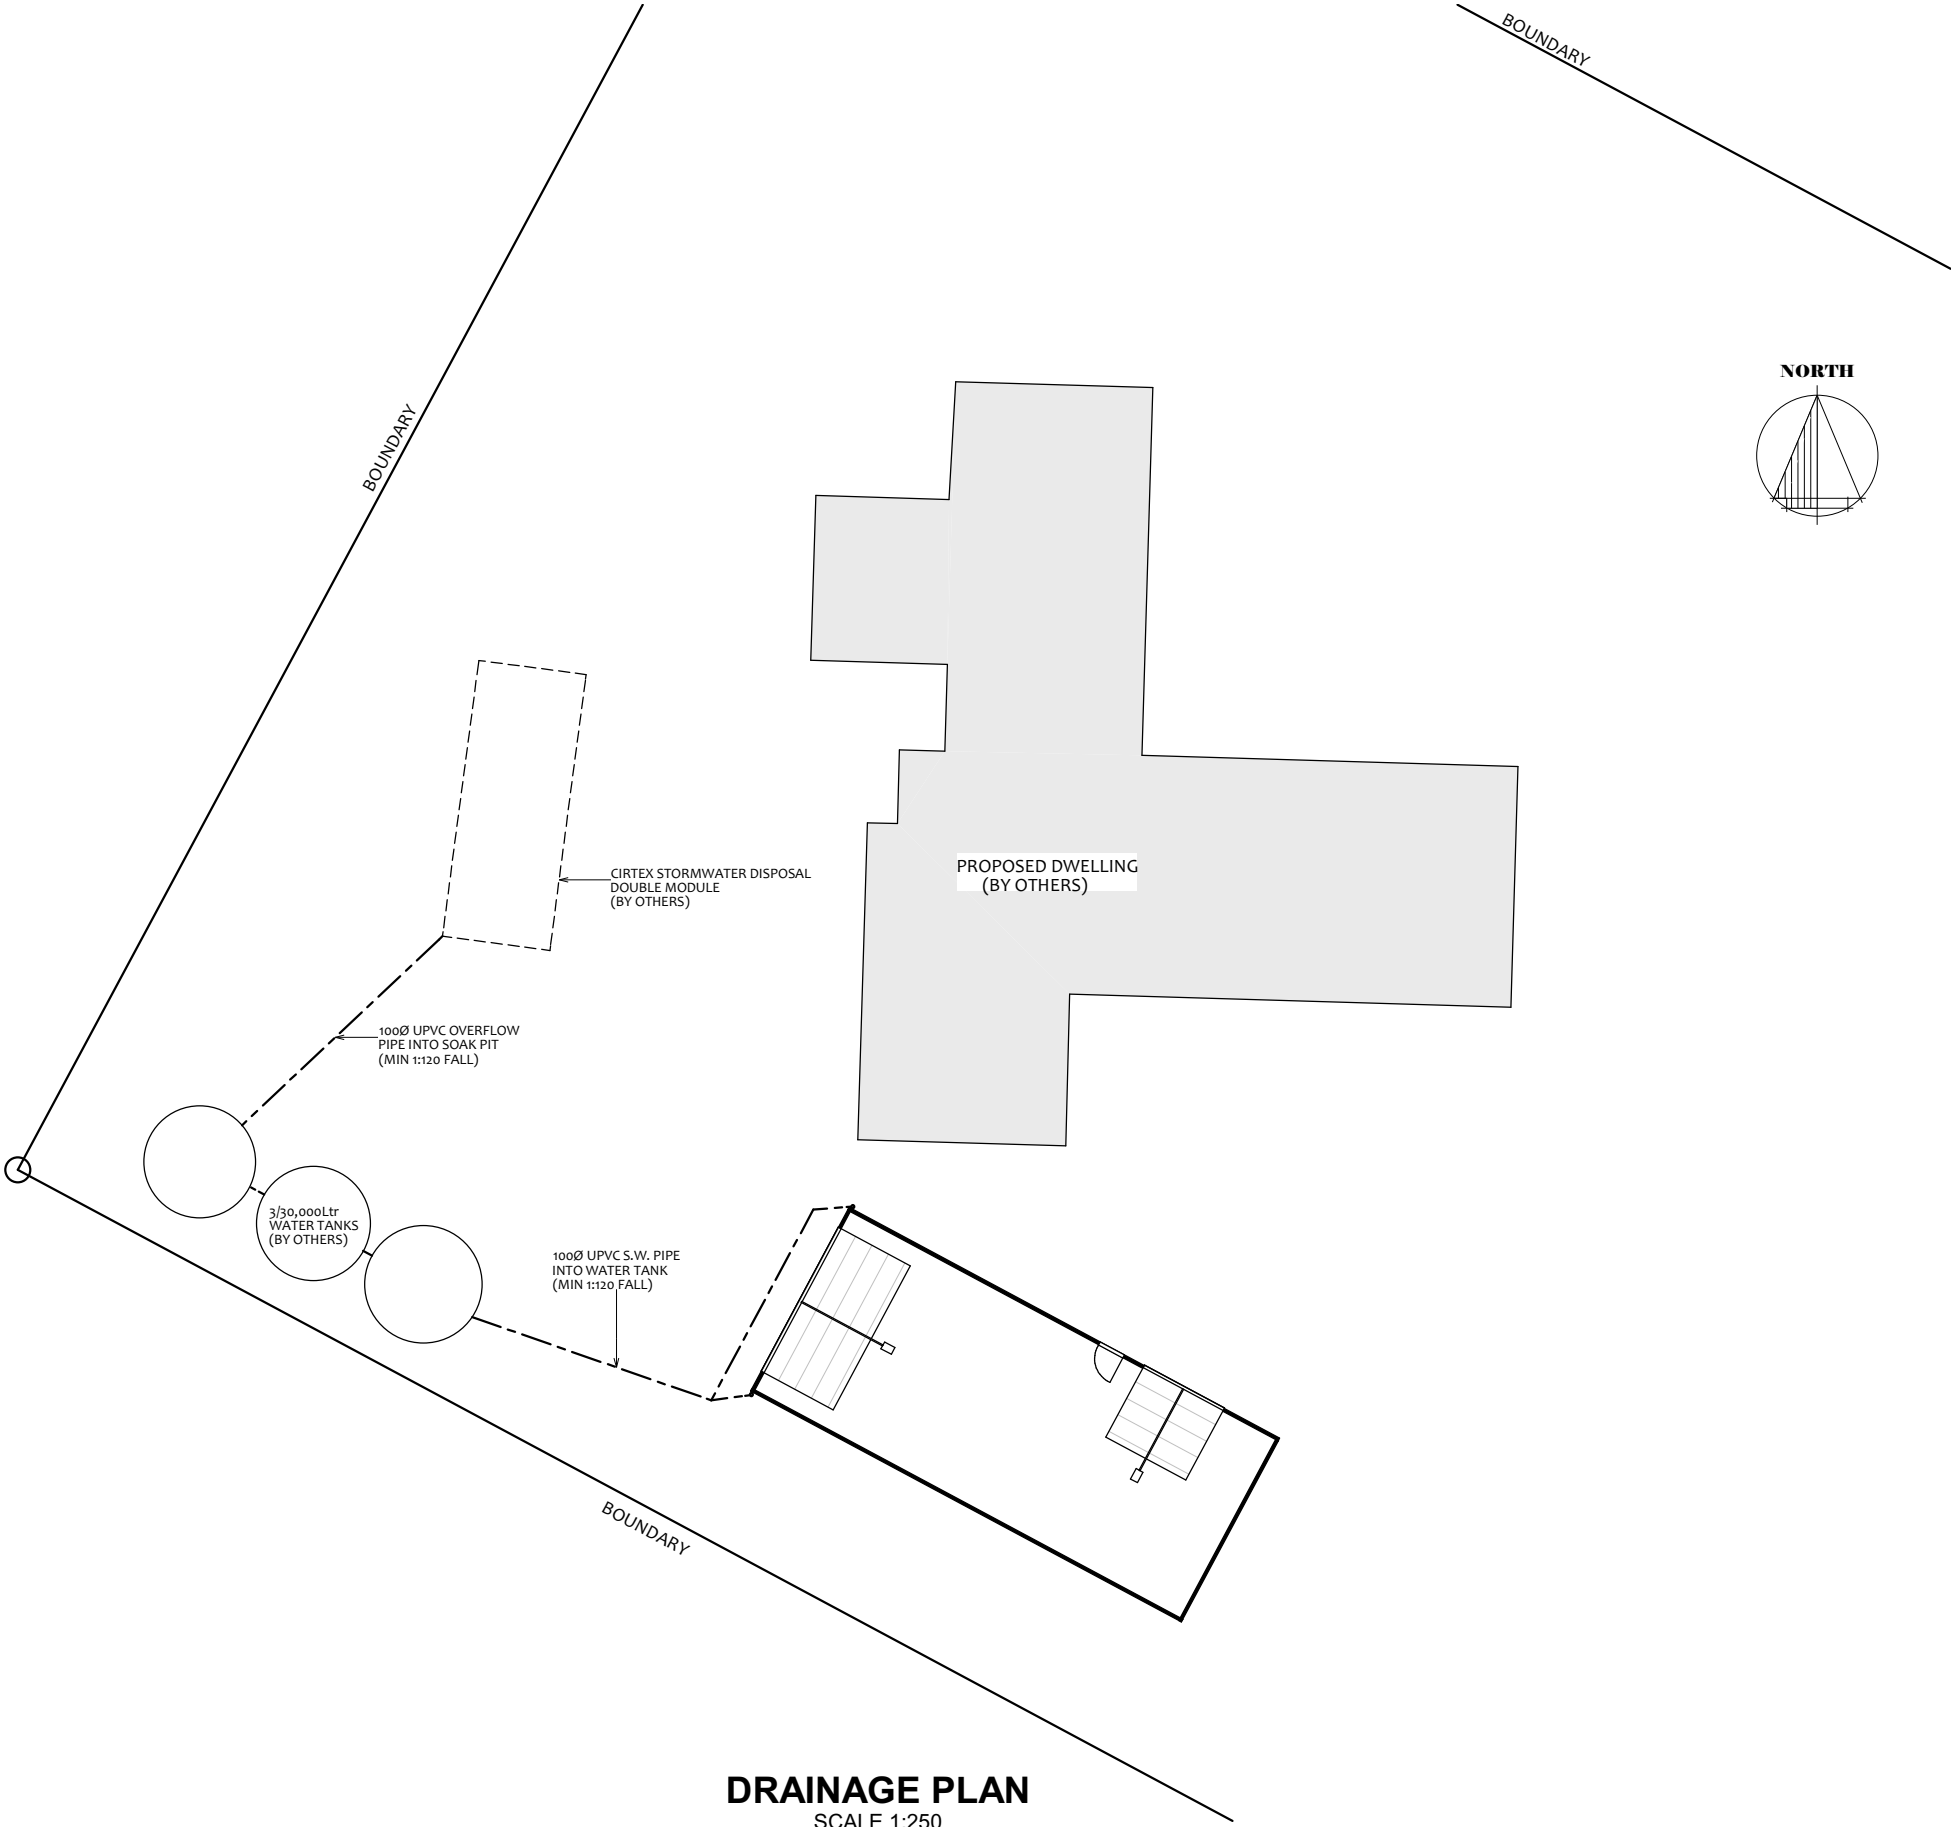 BOUNDARY
NORTH
BOUNDARY
PROPOSED DWELLING
(BY OTHERS)
CIRTEX STORMWATER DISPOSAL
DOUBLE MODULE
(BY OTHERS)
100Ø UPVC OVERFLOW
PIPE INTO SOAK PIT
(MIN 1:120 FALL)
3/30,000Ltr
WATER TANKS
(BY OTHERS)
100Ø UPVC S.W. PIPE
INTO WATER TANK
(MIN 1:120 FALL)
BOUNDARY
DRAINAGE PLAN
SCALE 1:250